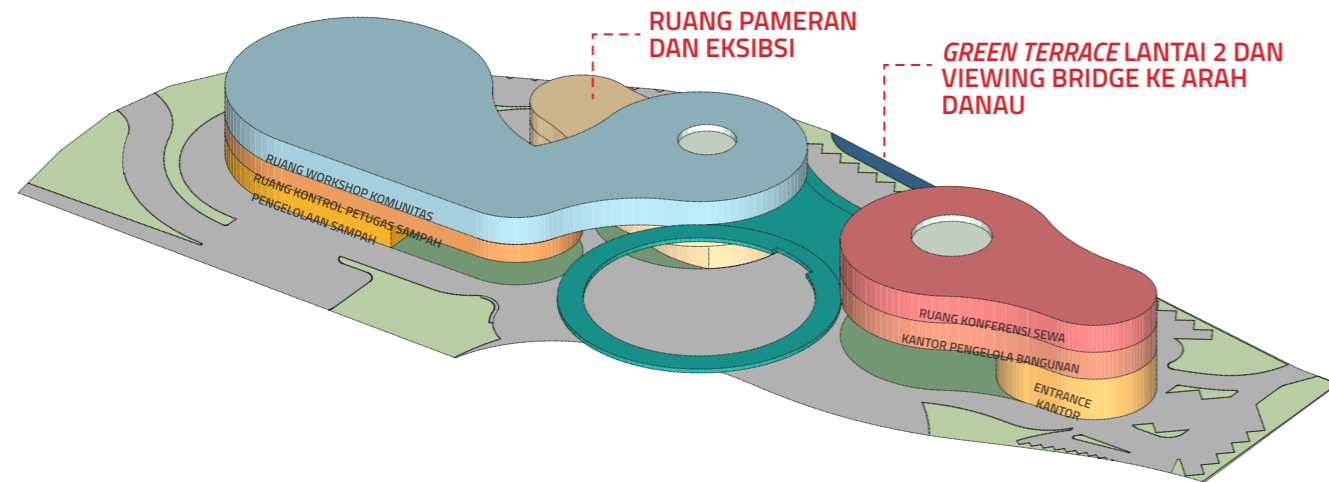 RUANG PAMERAN
DAN EKSIBSI
GREEN TERRACE LANTAI 2 DAN
VIEWING BRIDGE KE ARAH
DANAU
RUANG WORKSHOP KOMUNITAS
RUANG KONTROL PETUGAS SAMPAH
PENGELOLAAN SAMPAH
RUANG KONFERENSI SEWA
KANTOR PENGELOLA BANGUNAN
ENTRANCE
KANTOR